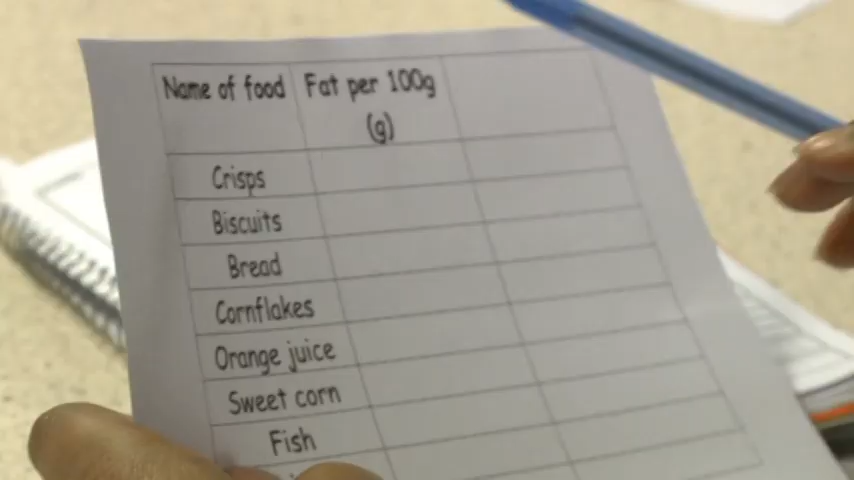 Name of food Fat per 100g
(g)
Crisps
Biscuits
Bread
Cornflakes
Orange juice
Sweet corn
Fish